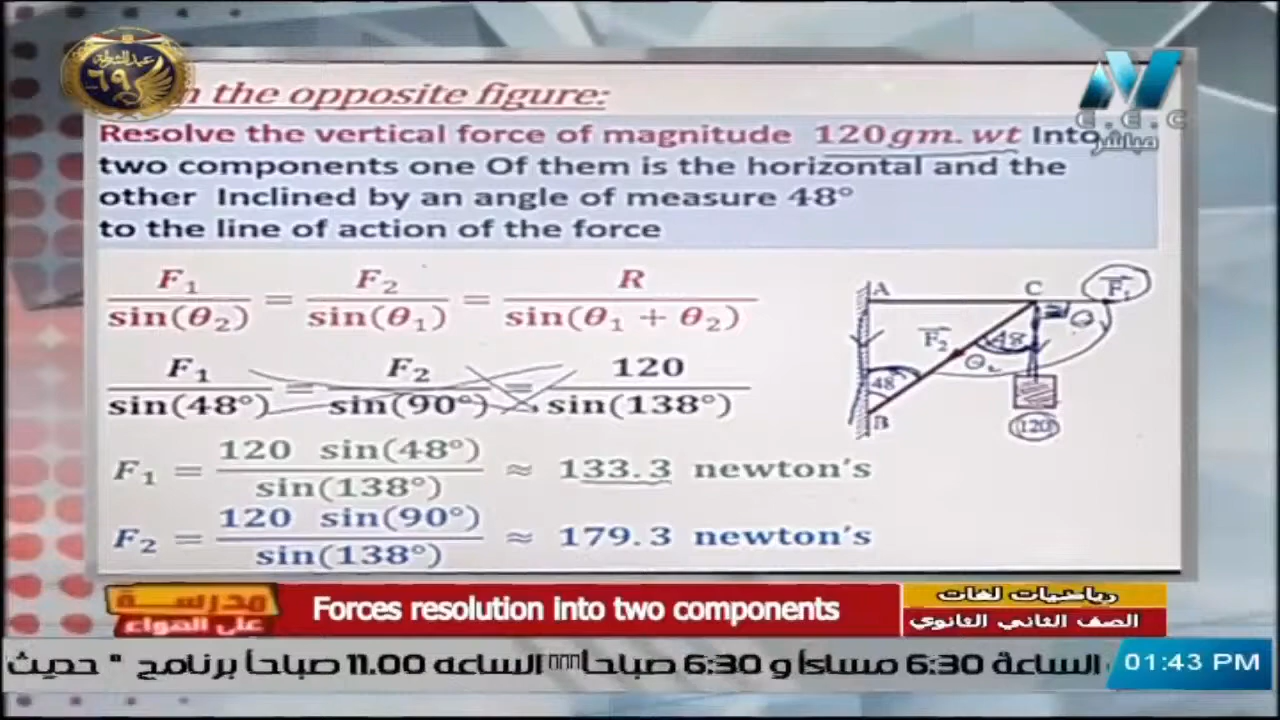 عيد الشرطة
٦٩
n the opposite figure:
E. E. C
مباشر
Resolve the vertical force of magnitude 120gm. wt Into
two components one Of them is the horizontal and the
other Inclined by an angle of measure 48°
to the line of action of the force
F₁/sin(θ₂) = F₂/sin(θ₁) = R/sin(θ₁ + θ₂)
F₁/sin(48°) = F₂/sin(90°) = 120/sin(138°)
F₁ = 120 sin(48°)/sin(138°) ≈ 133.3 newton's
F₂ = 120 sin(90°)/sin(138°) ≈ 179.3 newton's
A C F₁
F₂ 48 θ
θ₂
48
B 120
مدرسة
على الهواء
Forces resolution into two components
رياضيات لغات
الصف الثاني الثانوي
الساعة 6:30 مساءاً و 6:30 صباحاً الساعه 11.00 صباحاً برنامج " حديث
01:43 PM